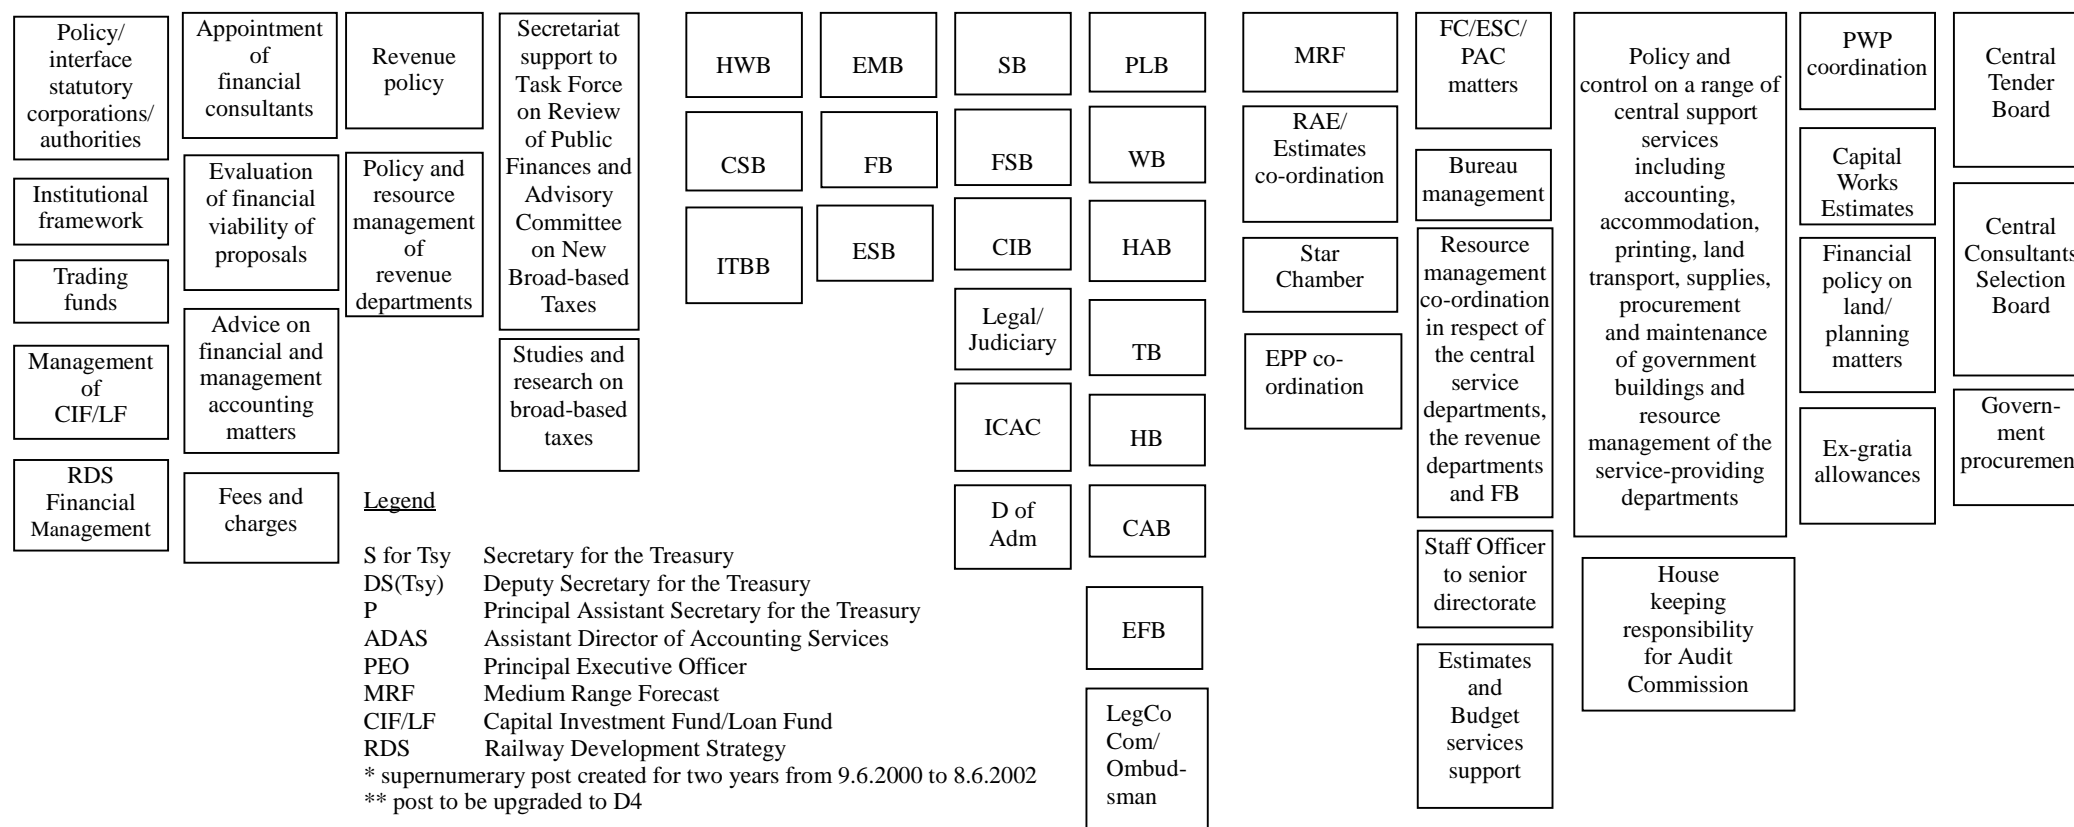 Policy/
interface
statutory
corporations/
authorities
Institutional
framework
Trading
funds
Management
of
CIF/LF
RDS
Financial
Management
Appointment
of
financial
consultants
Evaluation
of financial
viability of
proposals
Advice on
financial and
management
accounting
matters
Fees and
charges
Revenue
policy
Policy and
resource
management
of
revenue
departments
Secretariat
support to
Task Force
on Review
of Public
Finances and
Advisory
Committee
on New
Broad-based
Taxes
Studies and
research on
broad-based
taxes
HWB
CSB
ITBB
EMB
FB
ESB
SB
FSB
CIB
Legal/
Judiciary
ICAC
D of
Adm
PLB
WB
HAB
TB
HB
CAB
EFB
LegCo
Com/
Ombud-
sman
MRF
RAE/
Estimates
co-ordination
Star
Chamber
EPP co-
ordination
FC/ESC/
PAC
matters
Bureau
management
Resource
management
co-ordination
in respect of
the central
service
departments,
the revenue
departments
and FB
Staff Officer
to senior
directorate
Estimates
and
Budget
services
support
Policy and
control on a range of
central support
services
including
accounting,
accommodation,
printing, land
transport, supplies,
procurement
and maintenance
of government
buildings and
resource
management of the
service-providing
departments
House
keeping
responsibility
for Audit
Commission
PWP
coordination
Capital
Works
Estimates
Financial
policy on
land/
planning
matters
Ex-gratia
allowances
Central
Tender
Board
Central
Consultants
Selection
Board
Govern-
ment
procuremen
Legend
S for Tsy Secretary for the Treasury
DS(Tsy) Deputy Secretary for the Treasury
P Principal Assistant Secretary for the Treasury
ADAS Assistant Director of Accounting Services
PEO Principal Executive Officer
MRF Medium Range Forecast
CIF/LF Capital Investment Fund/Loan Fund
RDS Railway Development Strategy
* supernumerary post created for two years from 9.6.2000 to 8.6.2002
** post to be upgraded to D4